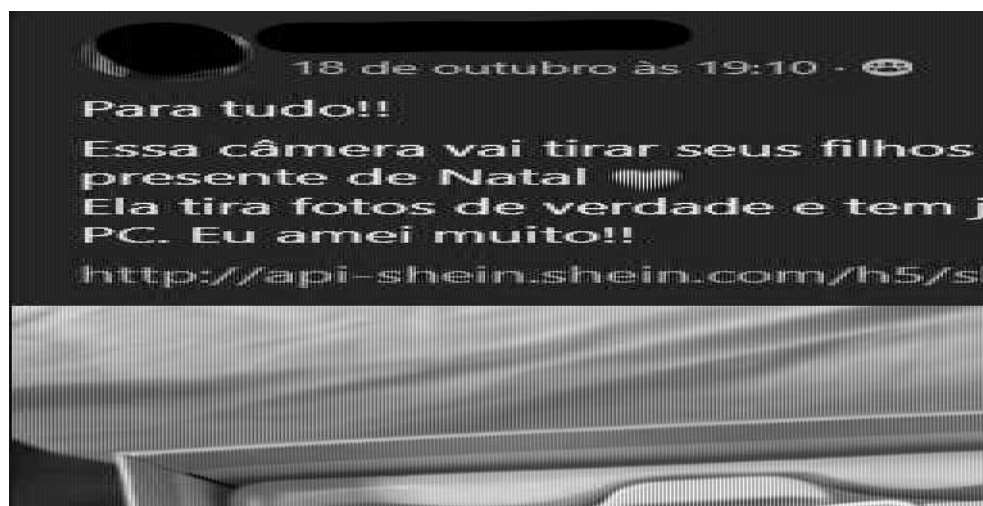 18 de outubro às 19:10 ·
Para tudo!!
Essa câmera vai tirar seus filhos
presente de Natal
Ela tira fotos de verdade e tem j
PC. Eu amei muito!!
http://api-shein.shein.com/h5/s